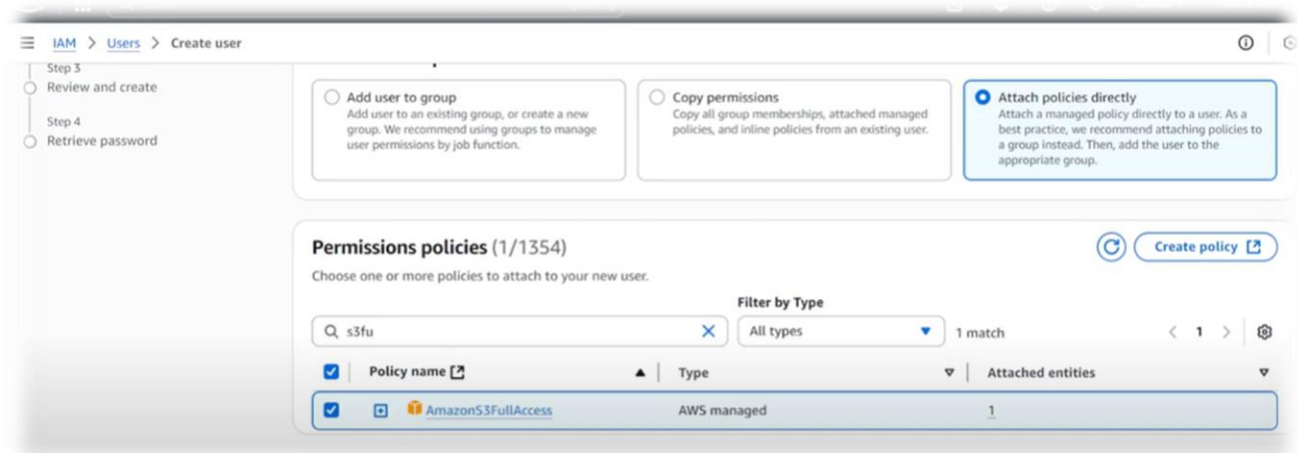 IAM > Users > Create user
Step 3
Review and create
Step 4
Retrieve password
Add user to group
Add user to an existing group, or create a new
group. We recommend using groups to manage
user permissions by job function.
Copy permissions
Copy all group memberships, attached managed
policies, and inline policies from an existing user.
Attach policies directly
Attach a managed policy directly to a user. As a
best practice, we recommend attaching policies to
a group instead. Then, add the user to the
appropriate group.
Permissions policies (1/1354)
Create policy
Choose one or more policies to attach to your new user.
Filter by Type
s3fu
All types
1 match
1
Policy name
Type
Attached entities
AmazonS3FullAccess
AWS managed
1